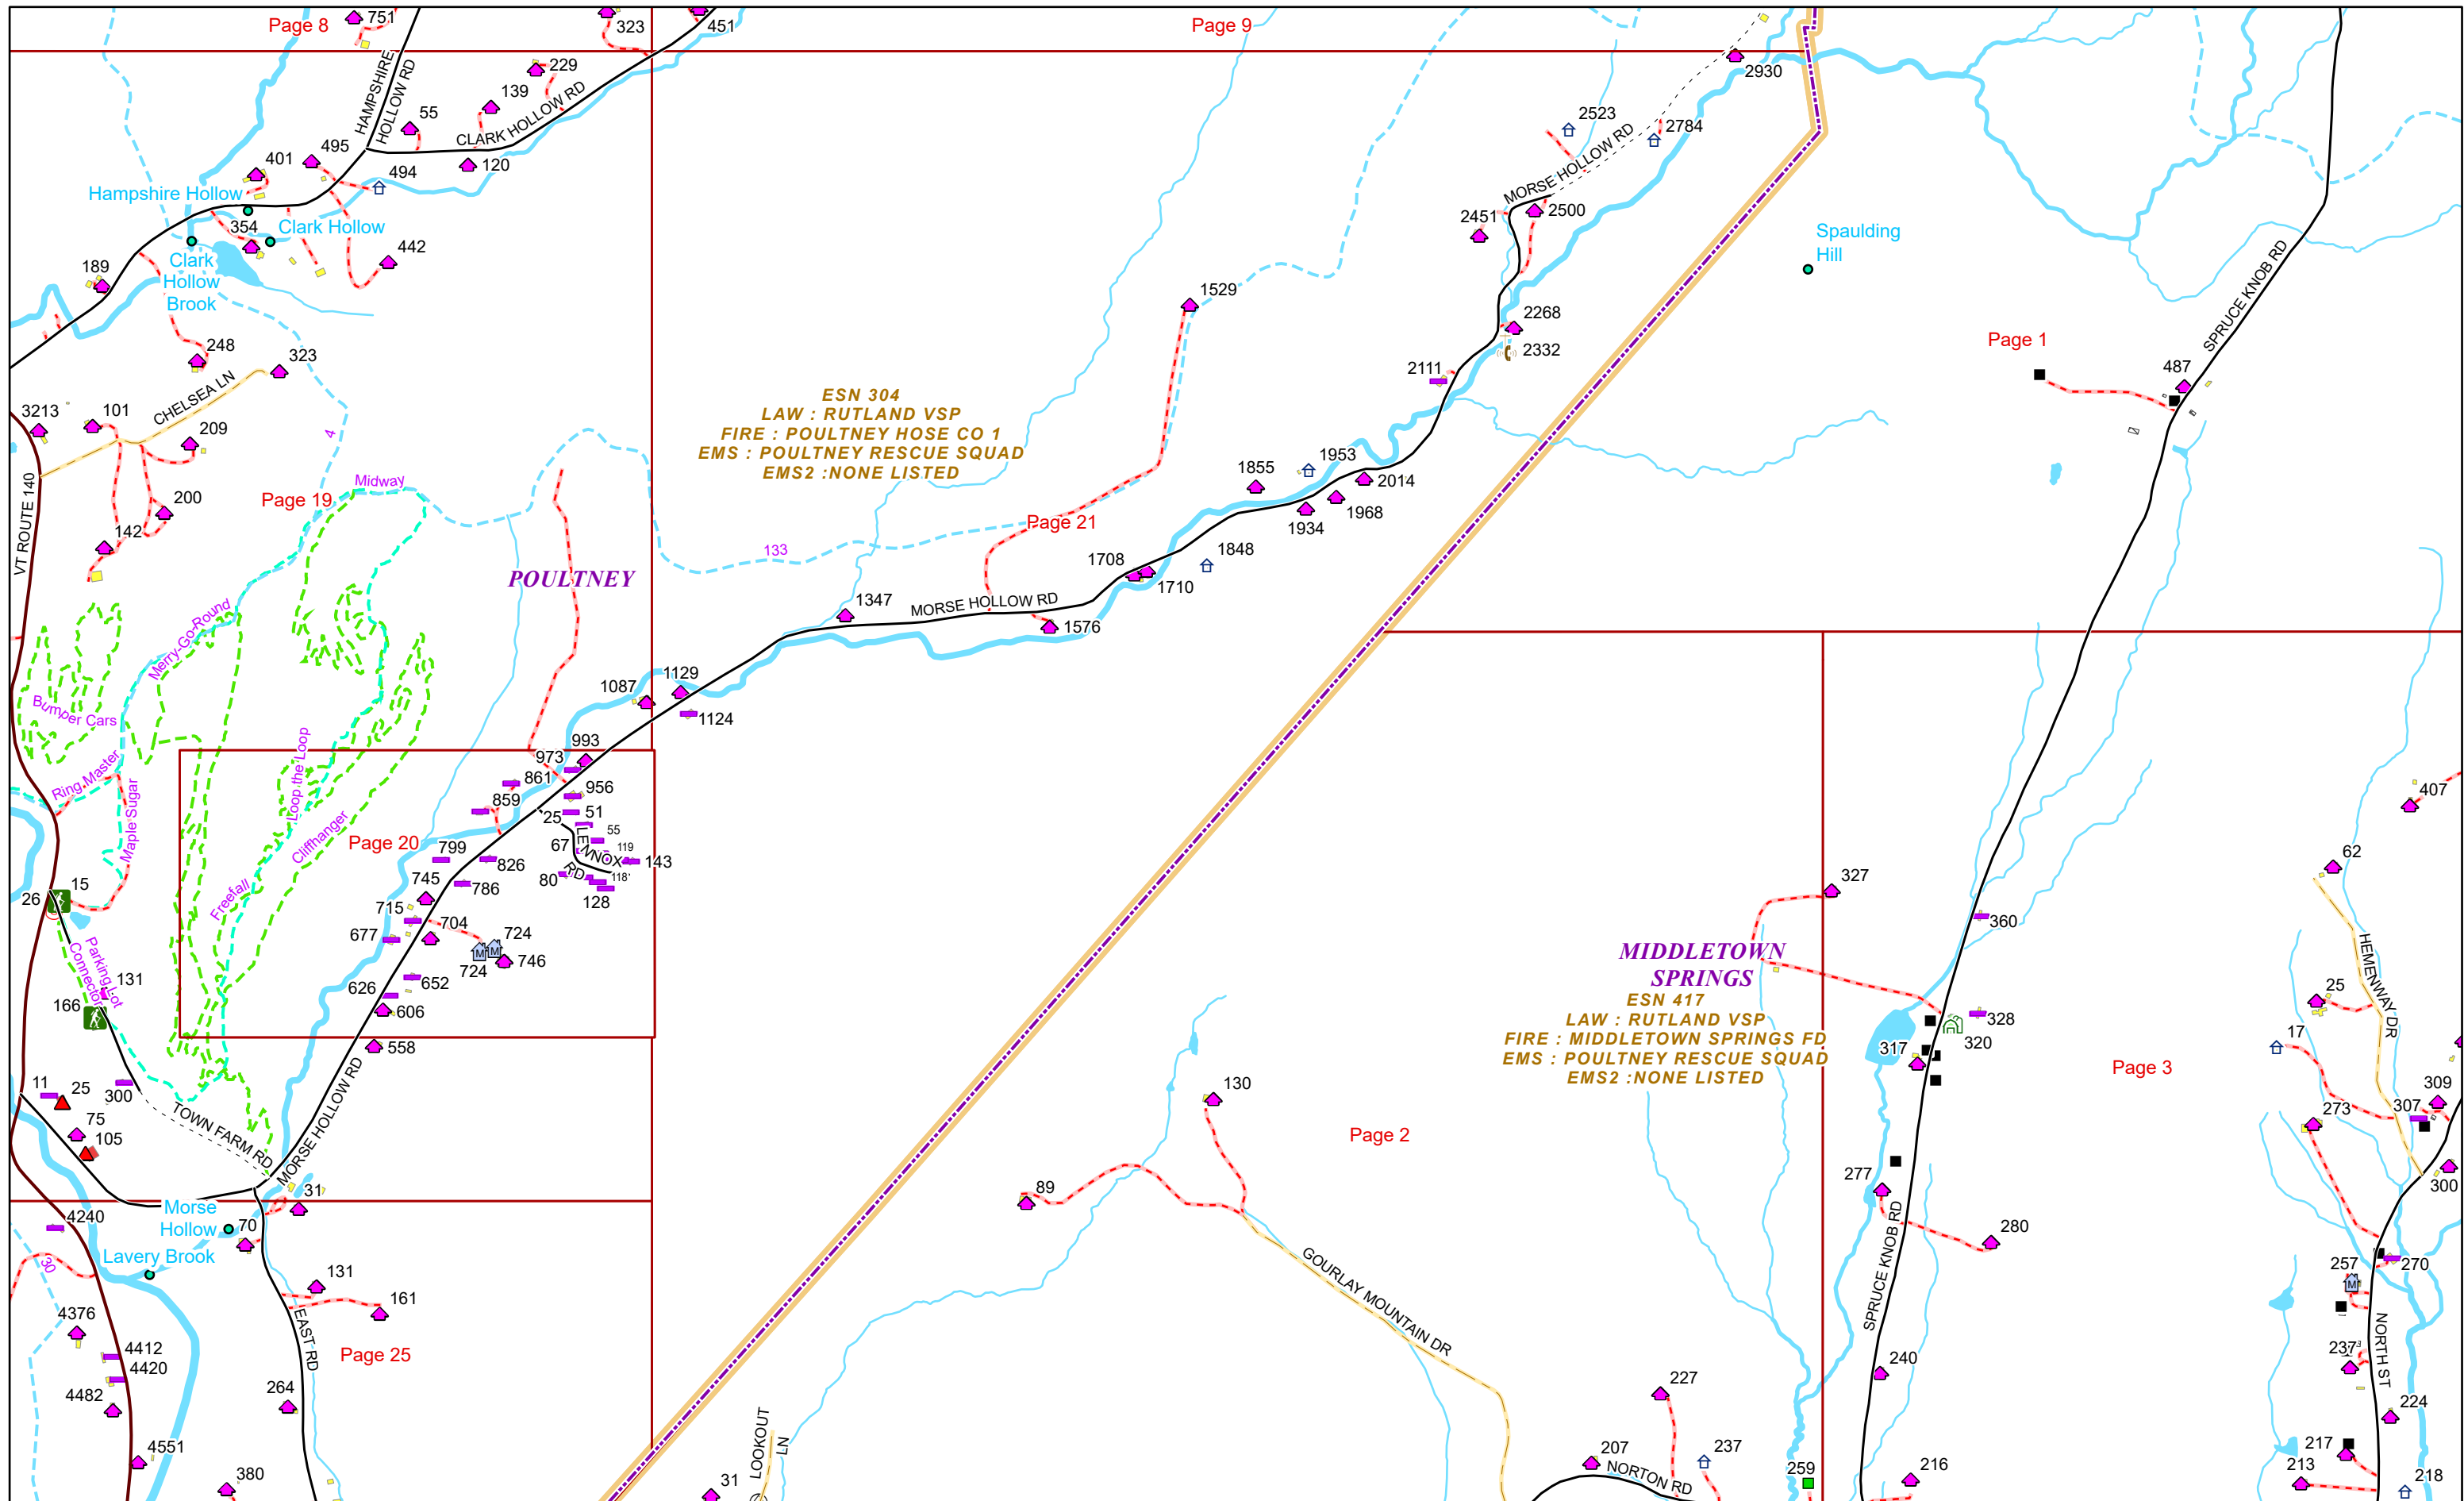 Page 8
751
323
451
Page 9
HAMPSHIRE
HOLLOW RD
229
139
55
CLARK HOLLOW RD
120
2930
2523
2784
MORSE HOLLOW RD
401
495
494
Hampshire Hollow
354
Clark Hollow
442
Clark
Hollow
Brook
189
2451
2500
Spaulding
Hill
SPRUCE KNOB RD
1529
2268
2332
2111
Page 1
487
248
323
CHELSEA LN
3213
101
209
4
ESN 304
LAW : RUTLAND VSP
FIRE : POULTNEY HOSE CO 1
EMS : POULTNEY RESCUE SQUAD
EMS2 :NONE LISTED
VT ROUTE 140
Page 19
Midway
200
142
1855
1953
2014
1968
1934
Page 21
133
1848
1708
1710
POULTNEY
1347
MORSE HOLLOW RD
1576
Merry-Go-Round
Bumper Cars
1087
1129
1124
Ring Master
Maple Sugar
Loop the Loop
Cliffhanger
Freefall
993
973
861
956
859
25
51
55
67
LENNOX
RD
119
143
118
80
128
Page 20
799
826
786
745
715
704
677
724
724
746
652
626
606
558
407
62
327
360
15
26
Parking Lot
Connector
131
166
MIDDLETOWN
SPRINGS
ESN 417
LAW : RUTLAND VSP
FIRE : MIDDLETOWN SPRINGS FD
EMS : POULTNEY RESCUE SQUAD
EMS2 :NONE LISTED
HEMENWAY DR
25
17
328
320
317
Page 3
309
307
273
300
11
25
75
105
300
TOWN FARM RD
MORSE HOLLOW RD
130
Page 2
89
277
280
SPRUCE KNOB RD
Morse
Hollow
31
70
Lavery Brook
4240
30
131
161
EAST RD
Page 25
GOURLAY MOUNTAIN DR
257
270
NORTH ST
237
4376
4412
4420
4482
264
240
227
224
4551
380
31
LOOKOUT
LN
207
NORTON RD
237
259
216
217
213
218
M
M
M